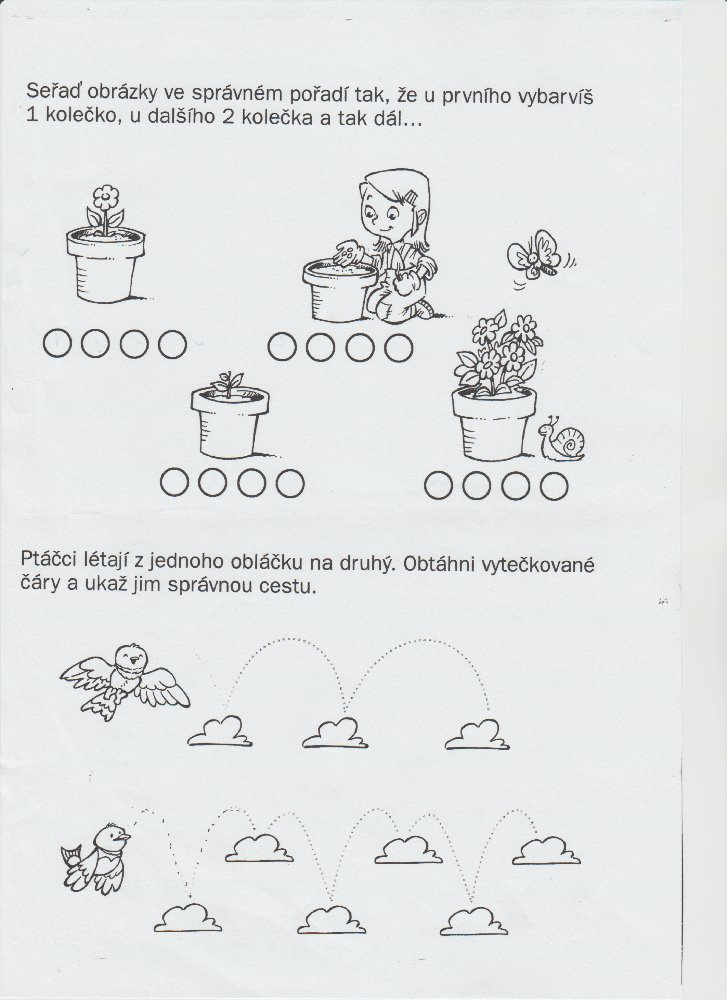 Seřaď obrázky ve správném pořadí tak, že u prvního vybarvíš
1 kolečko, u dalšího 2 kolečka a tak dál...
Ptáčci létají z jednoho obláčku na druhý. Obtáhni vytečkované
čáry a ukaž jim správnou cestu.